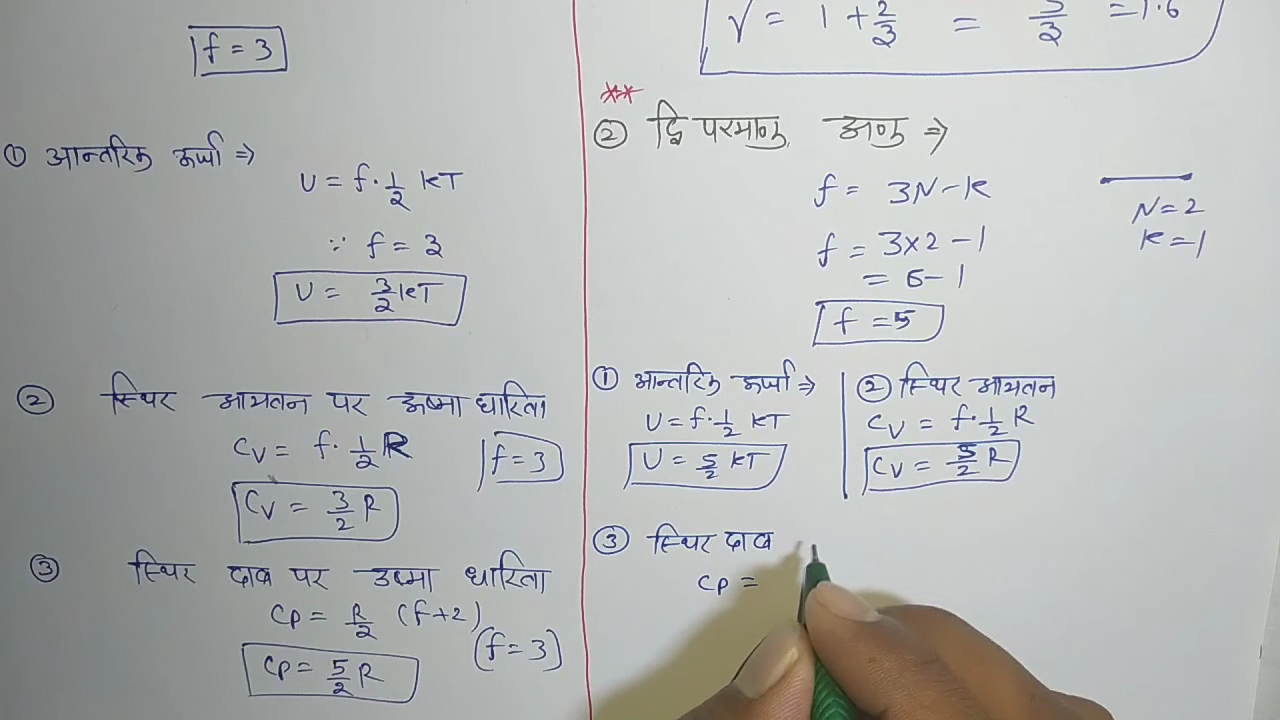 f = 3
① आन्तरिक ऊर्जा ⇒
U = f · 1/2 KT
∵ f = 3
U = 3/2 KT
② स्थिर आयतन पर ऊष्मा धारिता
Cv = f · 1/2 R
f = 3
Cv = 3/2 R
③ स्थिर दाब पर उष्मा धारिता
Cp = R/2 (f+2)
(f = 3)
Cp = 5/2 R
γ = 1 + 2/3 = 5/3 = 1.6
**
② द्वि परमानु अणु ⇒
f = 3N - K
N = 2
f = 3×2 - 1
K = 1
= 6 - 1
f = 5
① आन्तरिक ऊर्जा ⇒
U = f · 1/2 KT
U = 5/2 KT
② स्थिर आयतन
Cv = f · 1/2 R
Cv = 5/2 R
③ स्थिर दाब
Cp =